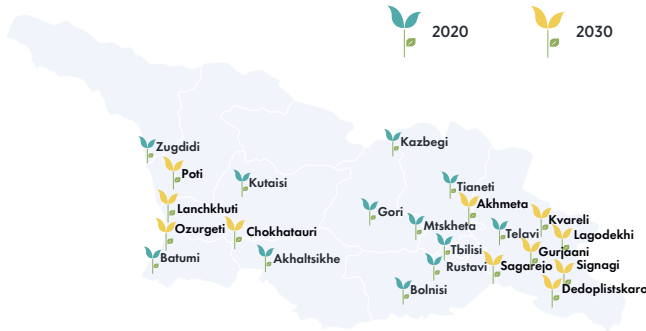 2020
2030
Kazbegi
Zugdidi
Poti
Kutaisi
Tianeti
Lanchkhuti
Akhmeta
Gori
Kvareli
Ozurgeti
Chokhatauri
Mtskheta
Telavi
Lagodekhi
Tbilisi
Gurjaani
Batumi
Akhaltsikhe
Rustavi
Sagarejo
Signagi
Bolnisi
Dedoplistskaro